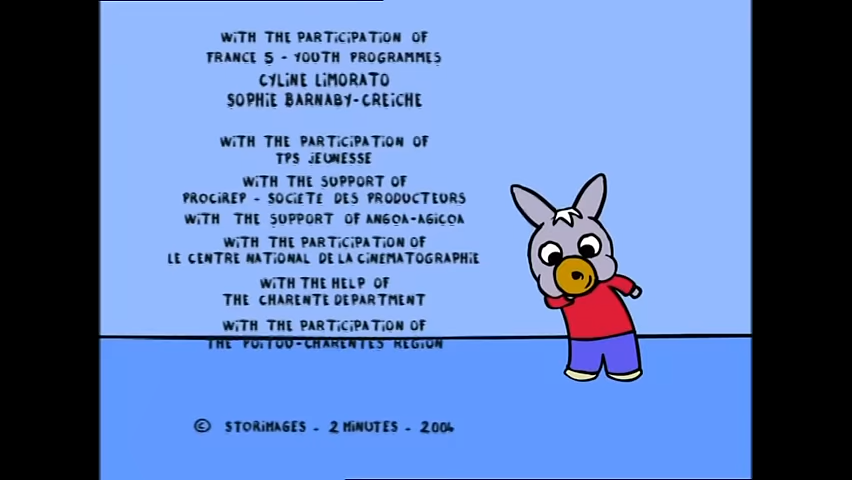 WITH THE PARTICIPATION OF
FRANCE 5 - YOUTH PROGRAMMES
CYLINE LIMORATO
SOPHIE BARNABY-CREICHE
WITH THE PARTICIPATION OF
TPS JEUNESSE
WITH THE SUPPORT OF
PROCIREP - SOCIETE DES PRODUCTEURS
WITH THE SUPPORT OF ANGOA-AGICOA
WITH THE PARTICIPATION OF
LE CENTRE NATIONAL DE LA CINEMATOGRAPHIE
WITH THE HELP OF
THE CHARENTE DEPARTMENT
WITH THE PARTICIPATION OF
THE POITOU-CHARENTES REGION
© STORIMAGES - 2 MINUTES - 2004